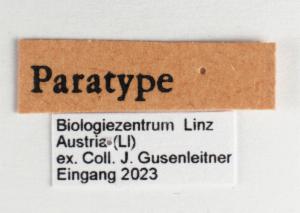 Paratype
Biologiezentrum Linz
Austria (LI)
ex. Coll. J. Gusenleitner
Eingang 2023